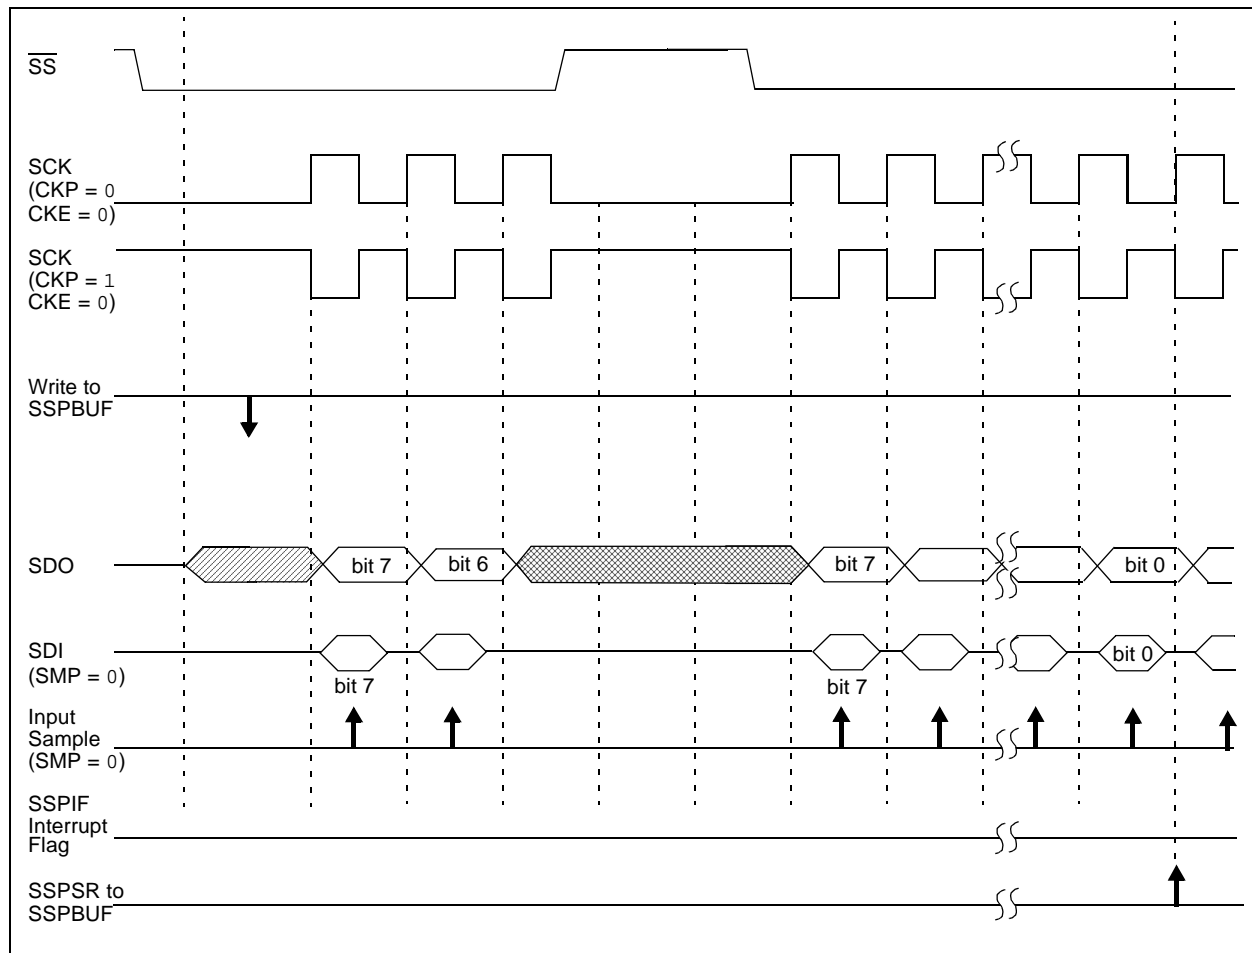 SS
SCK
(CKP = 0
CKE = 0)
SCK
(CKP = 1
CKE = 0)
Write to
SSPBUF
SDO
bit 7
bit 6
bit 7
bit 0
SDI
(SMP = 0)
bit 7
bit 7
bit 0
Input
Sample
(SMP = 0)
SSPIF
Interrupt
Flag
SSPSR to
SSPBUF